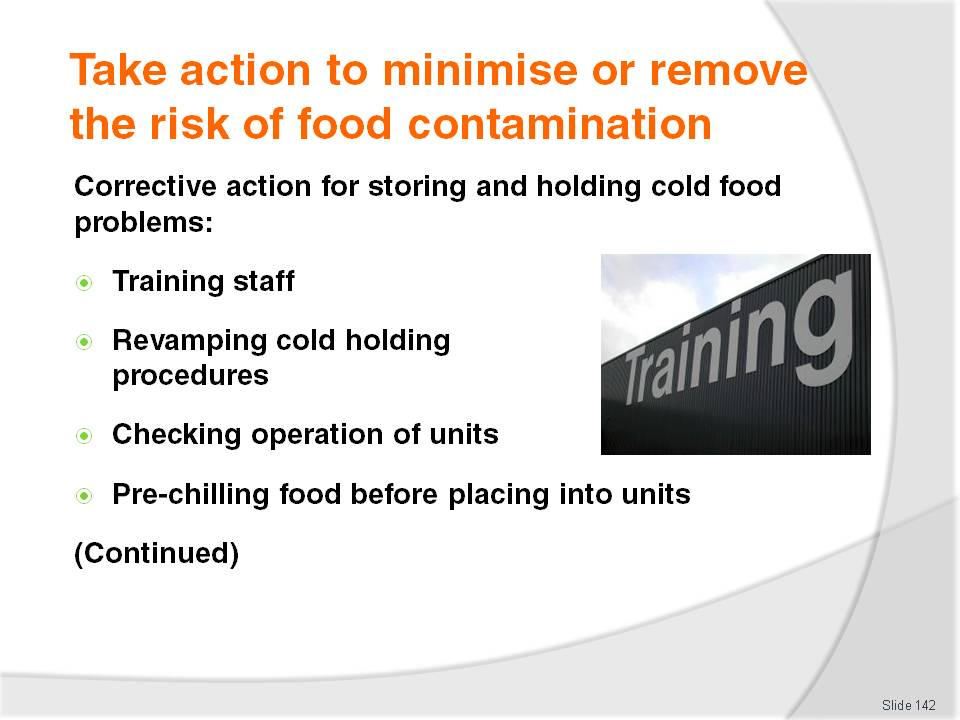 Take action to minimise or remove
the risk of food contamination
Corrective action for storing and holding cold food
problems:
Training staff
Revamping cold holding
procedures
Training
Checking operation of units
Pre-chilling food before placing into units
(Continued)
Slide 142